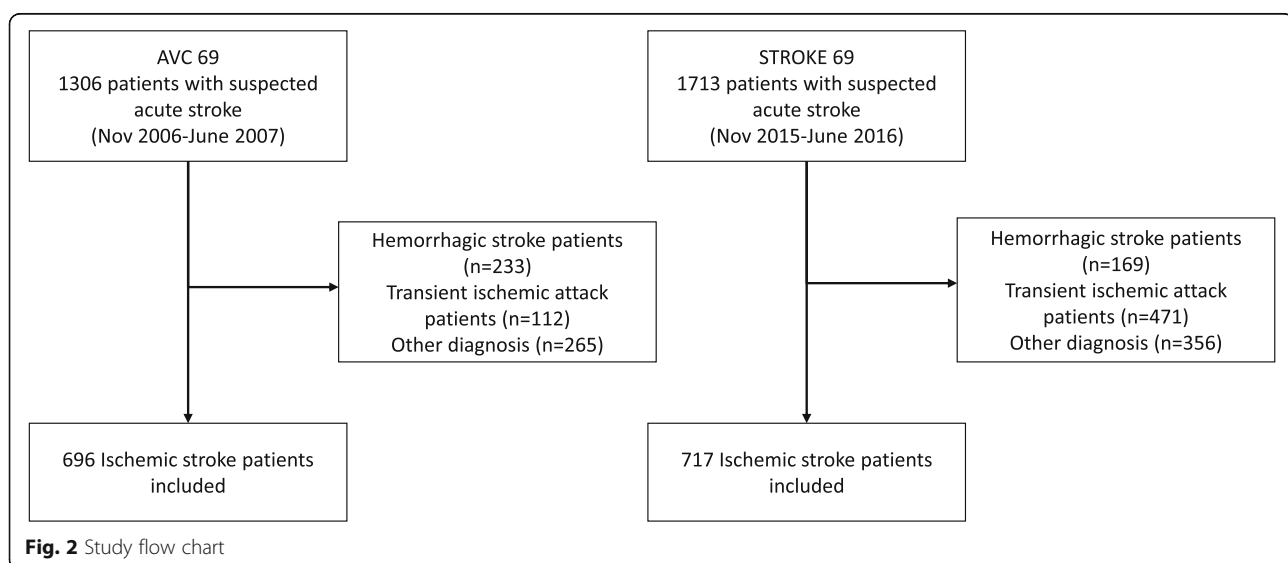 AVC 69
1306 patients with suspected
acute stroke
(Nov 2006-June 2007)
Hemorrhagic stroke patients
(n=233)
Transient ischemic attack
patients (n=112)
Other diagnosis (n=265)
696 Ischemic stroke patients
included
STROKE 69
1713 patients with suspected
acute stroke
(Nov 2015-June 2016)
Hemorrhagic stroke patients
(n=169)
Transient ischemic attack
patients (n=471)
Other diagnosis (n=356)
717 Ischemic stroke patients
included
Fig. 2 Study flow chart